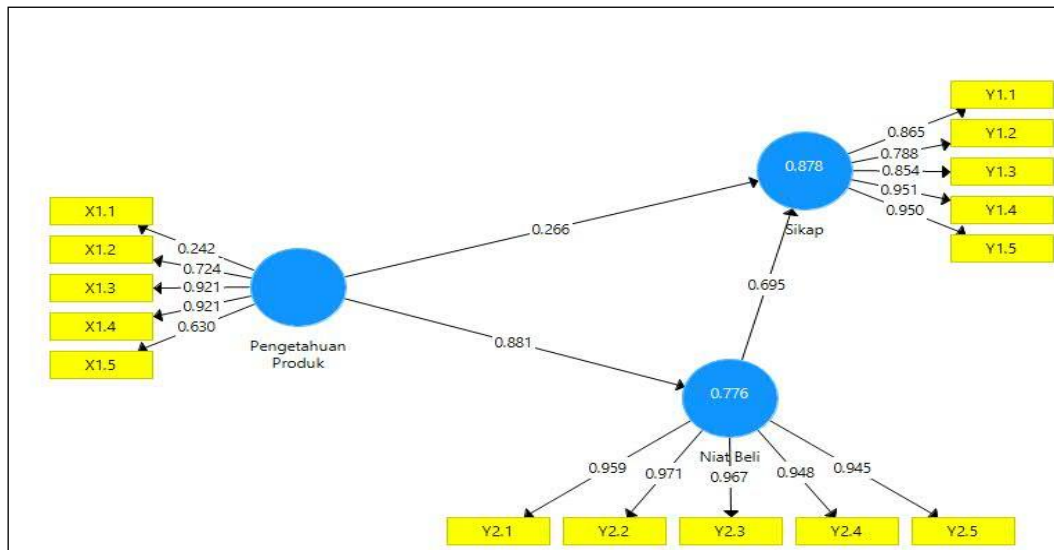 X1.1
X1.2
X1.3
X1.4
X1.5
0.242
0.724
0.921
0.921
0.630
Pengetahuan
Produk
0.266
0.881
0.878
Sikap
0.695
0.865
0.788
0.854
0.951
0.950
Y1.1
Y1.2
Y1.3
Y1.4
Y1.5
0.776
Niat Beli
0.959
0.971
0.967
0.948
0.945
Y2.1
Y2.2
Y2.3
Y2.4
Y2.5